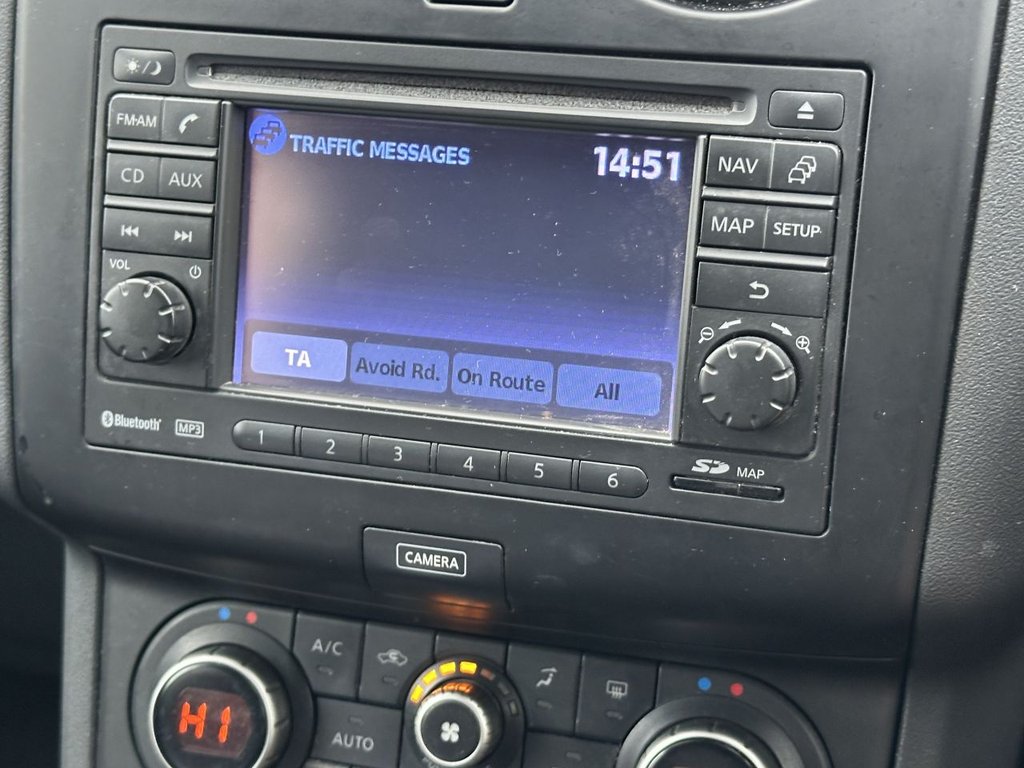 FM·AM
CD AUX
VOL
TRAFFIC MESSAGES 14:51
TA Avoid Rd. On Route All
NAV
MAP SETUP
Bluetooth® MP3
1 2 3 4 5 6
SD MAP
CAMERA
A/C
HI
AUTO